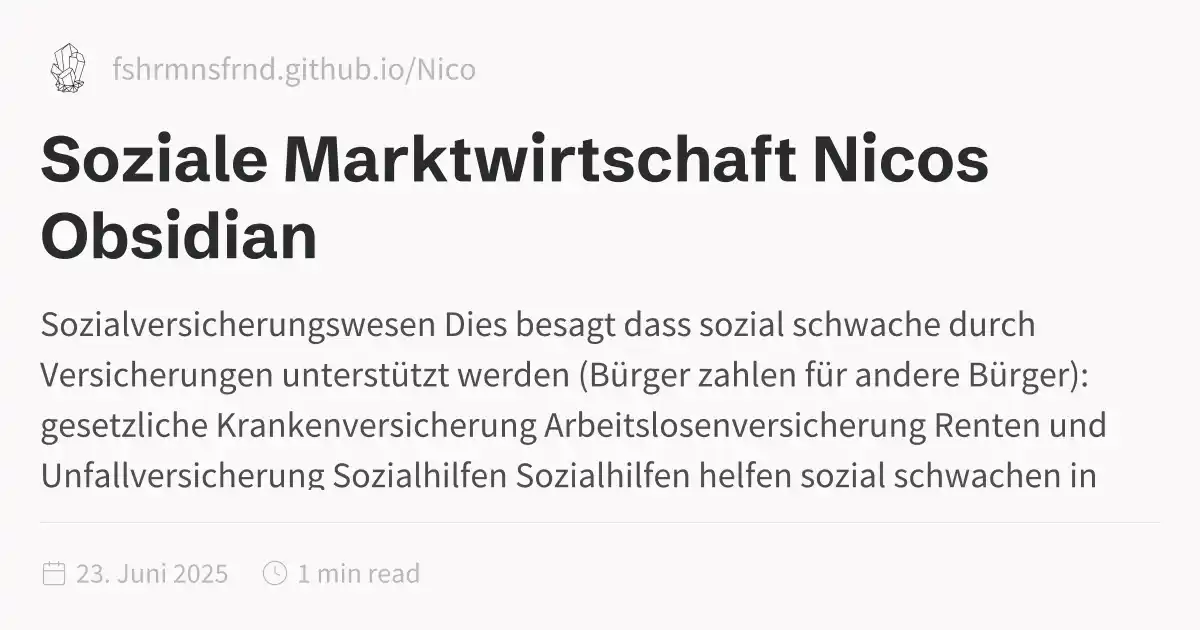 fshrmnsfrnd.github.io/Nico
Soziale Marktwirtschaft Nicos
Obsidian
Sozialversicherungswesen Dies besagt dass sozial schwache durch
Versicherungen unterstützt werden (Bürger zahlen für andere Bürger):
gesetzliche Krankenversicherung Arbeitslosenversicherung Renten und
Unfallversicherung Sozialhilfen Sozialhilfen helfen sozial schwachen in
23. Juni 2025 1 min read